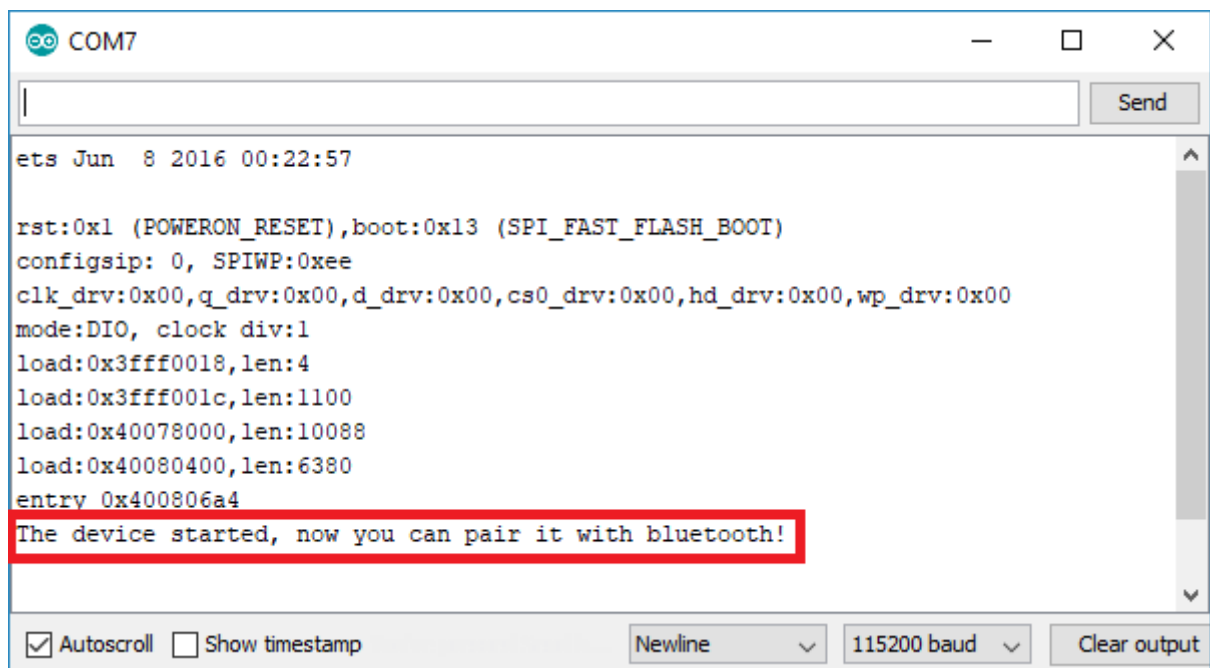 COM7
Send
ets Jun  8 2016 00:22:57
rst:0x1 (POWERON_RESET),boot:0x13 (SPI_FAST_FLASH_BOOT)
configsip: 0, SPIWP:0xee
clk_drv:0x00,q_drv:0x00,d_drv:0x00,cs0_drv:0x00,hd_drv:0x00,wp_drv:0x00
mode:DIO, clock div:1
load:0x3fff0018,len:4
load:0x3fff001c,len:1100
load:0x40078000,len:10088
load:0x40080400,len:6380
entry 0x400806a4
The device started, now you can pair it with bluetooth!
Autoscroll Show timestamp Newline 115200 baud Clear output